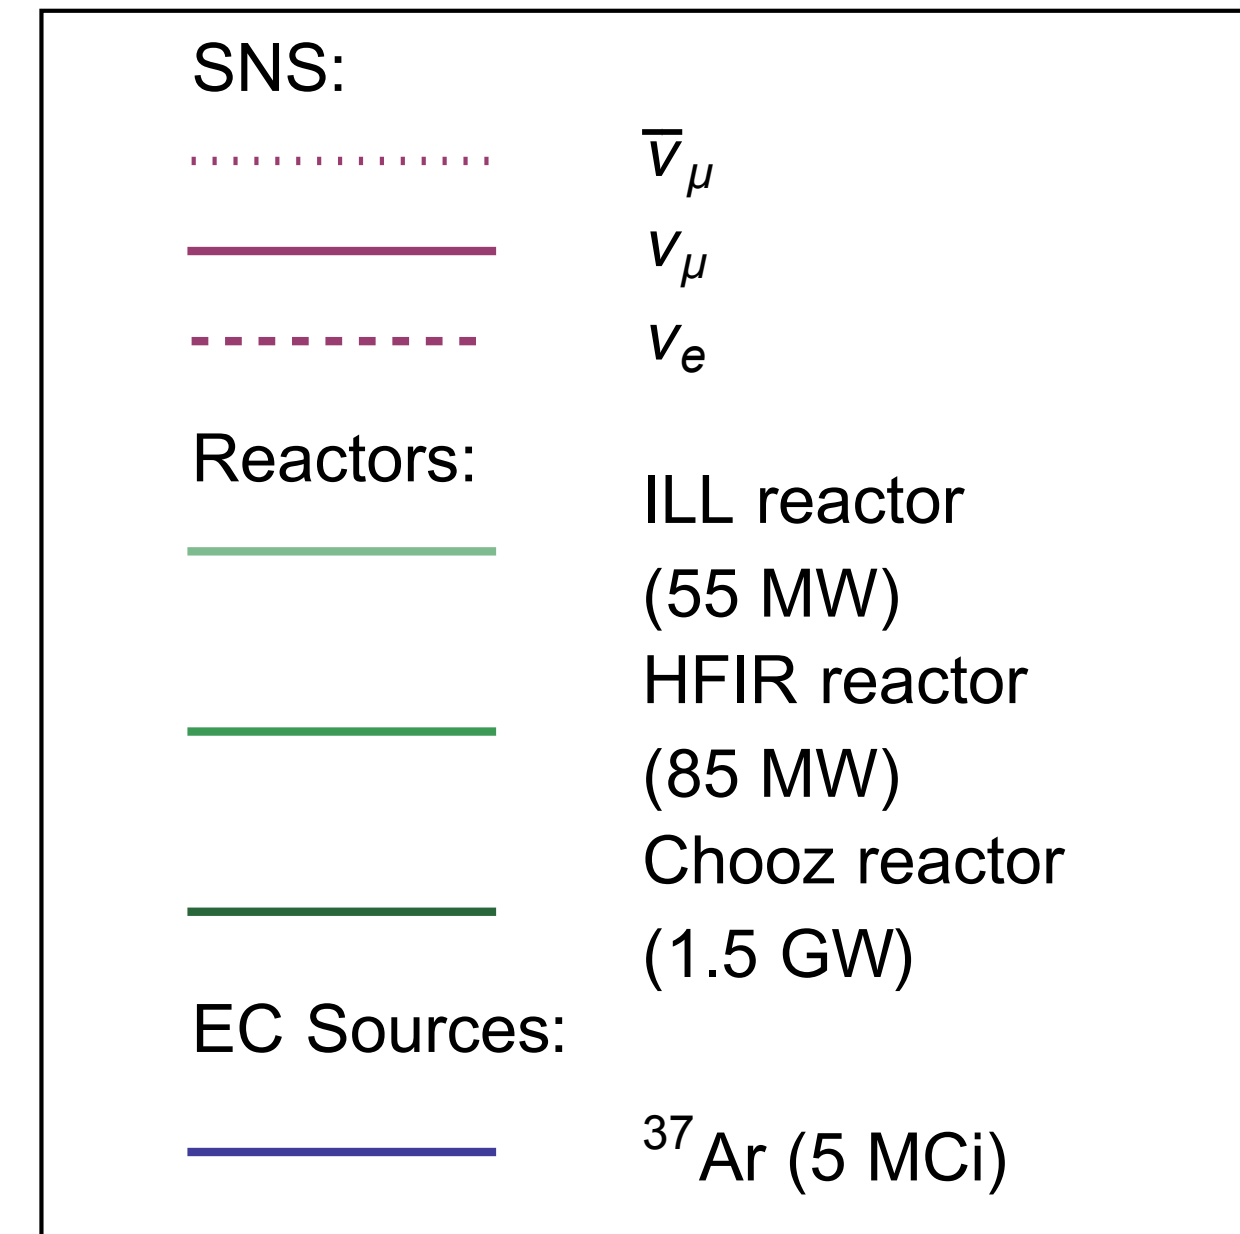 SNS:
ν̅μ
νμ
νe
Reactors:
ILL reactor
(55 MW)
HFIR reactor
(85 MW)
Chooz reactor
(1.5 GW)
EC Sources:
³⁷Ar (5 MCi)